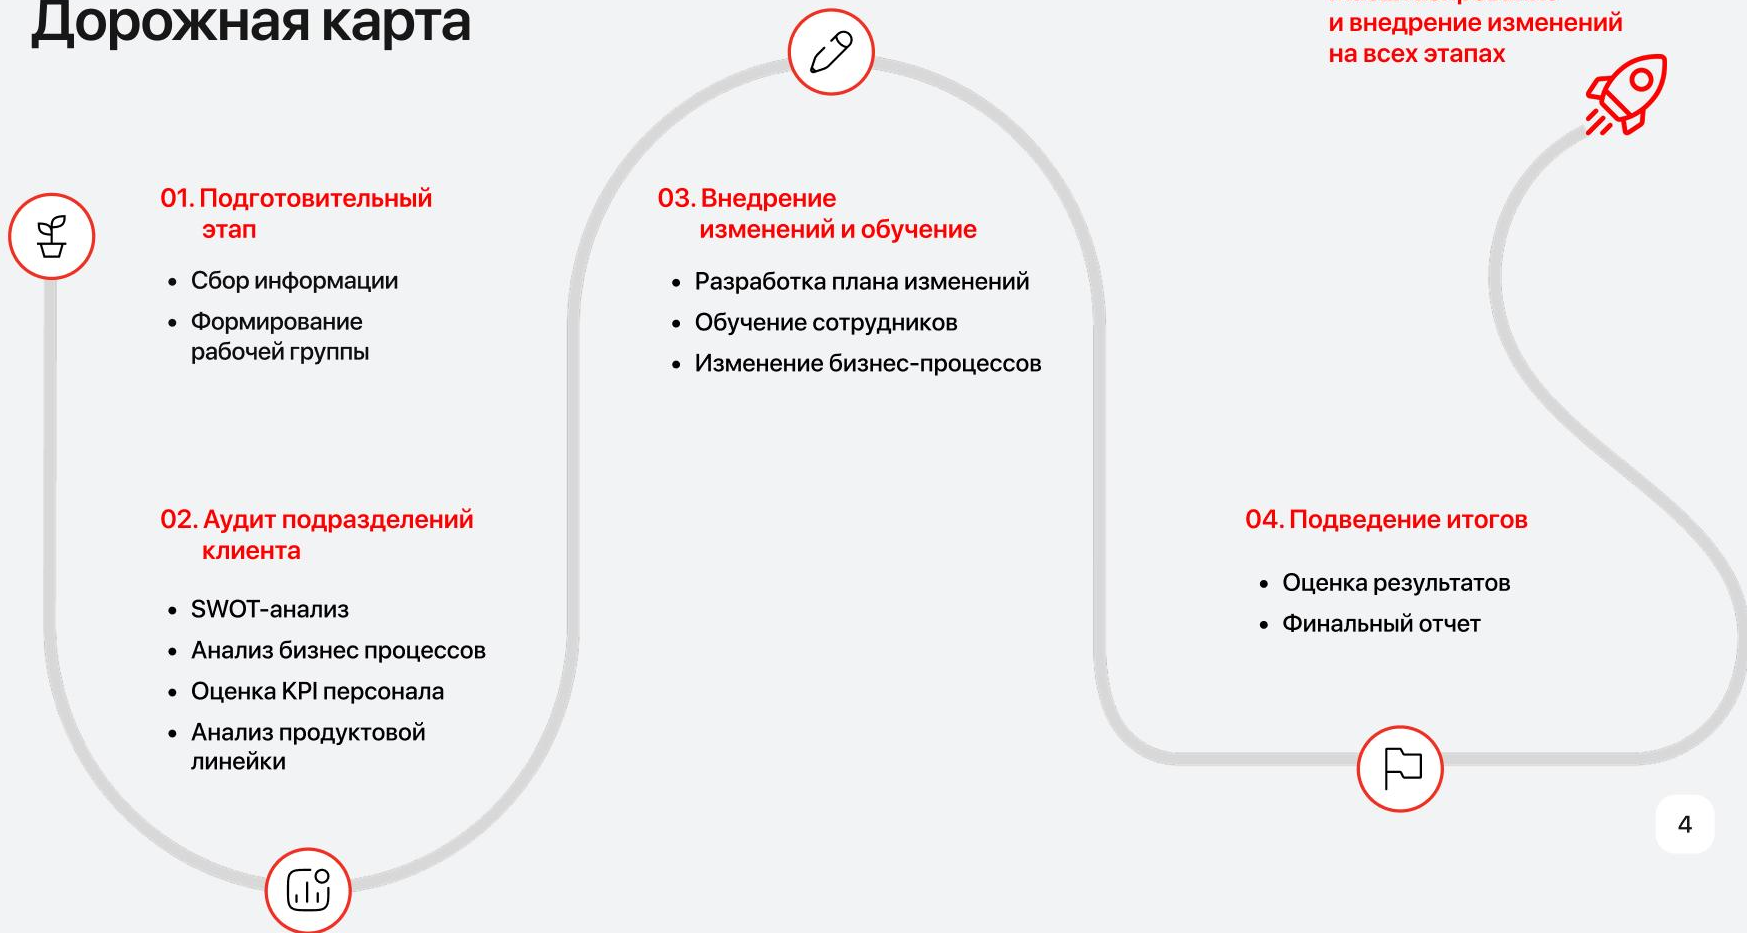 Дорожная карта
и внедрение изменений
на всех этапах
01. Подготовительный
этап
• Сбор информации
• Формирование
рабочей группы
02. Аудит подразделений
клиента
• SWOT-анализ
• Анализ бизнес процессов
• Оценка KPI персонала
• Анализ продуктовой
линейки
03. Внедрение
изменений и обучение
• Разработка плана изменений
• Обучение сотрудников
• Изменение бизнес-процессов
04. Подведение итогов
• Оценка результатов
• Финальный отчет
4